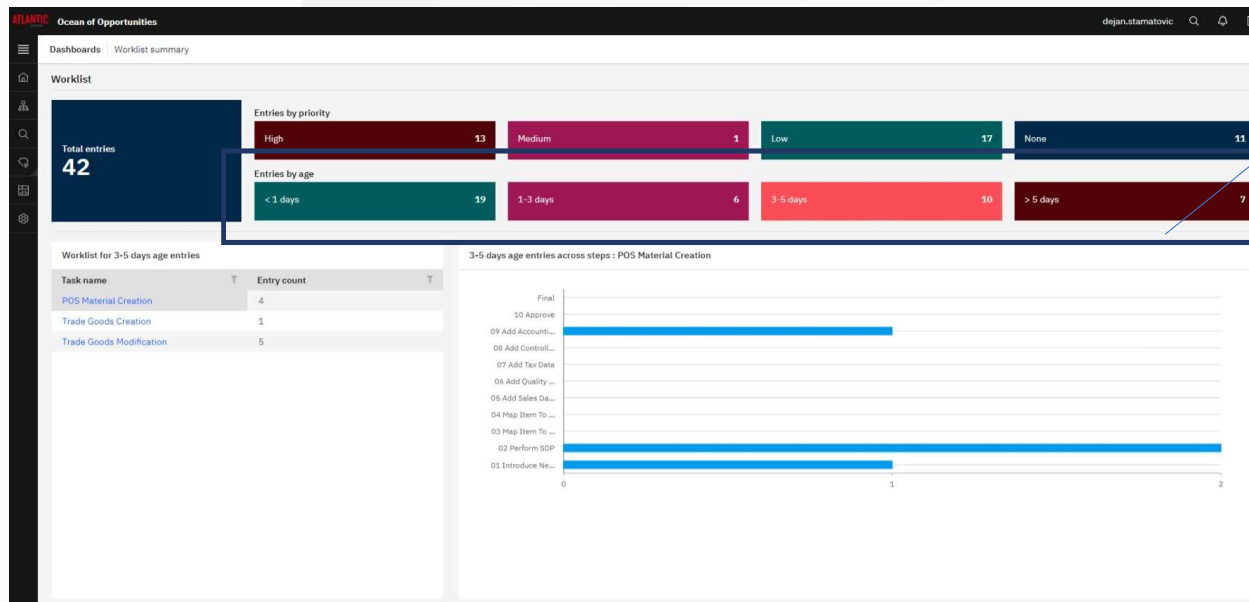 ATLANTIC Ocean of Opportunities dejan.stamatovic
Dashboards Worklist summary
Worklist
Total entries
42
Entries by priority
High 13 Medium 1 Low 17 None 11
Entries by age
< 1 days 19 1-3 days 6 3-5 days 10 > 5 days 7
Worklist for 3-5 days age entries
Task name Entry count
POS Material Creation 4
Trade Goods Creation 1
Trade Goods Modification 5
3-5 days age entries across steps : POS Material Creation
Final
10 Approve
09 Add Accounti...
08 Add Controll...
07 Add Tax Data
06 Add Quality ...
05 Add Sales Da...
04 Map Item To ...
03 Map Item To ...
02 Perform SDP
01 Introduce Ne...
0 1 2